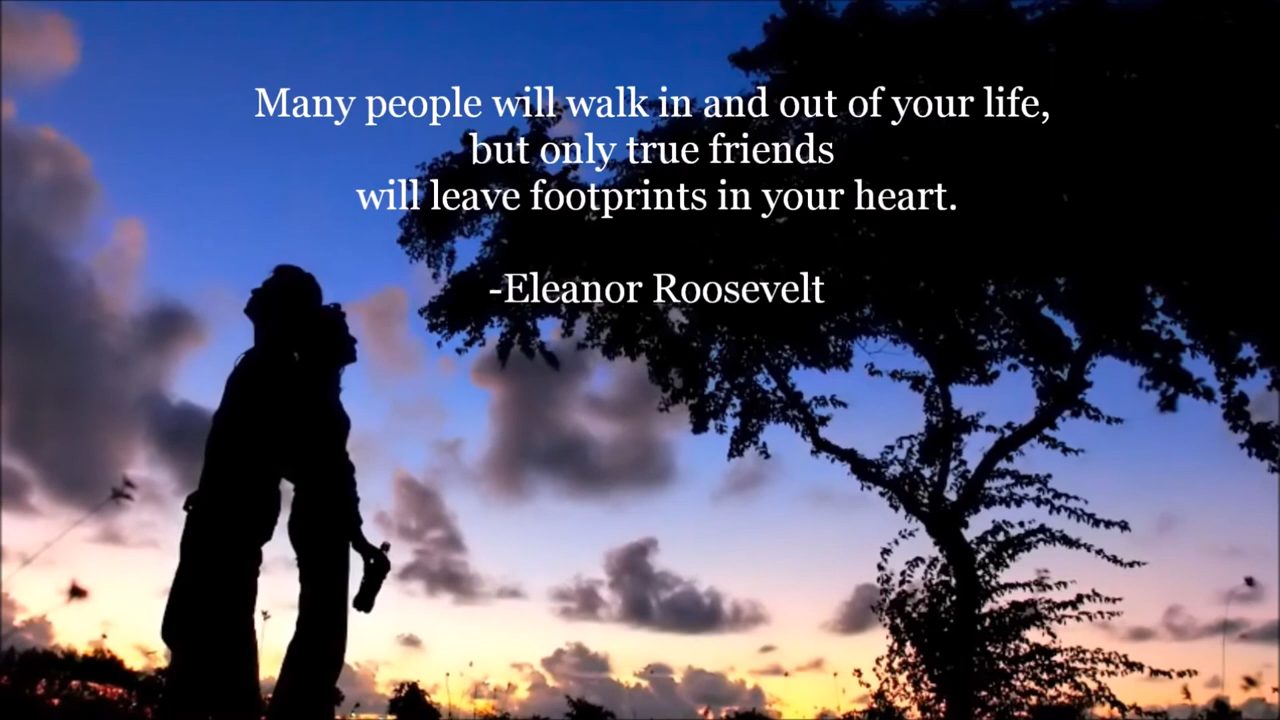 Many people will walk in and out of your life,
but only true friends
will leave footprints in your heart.
-Eleanor Roosevelt